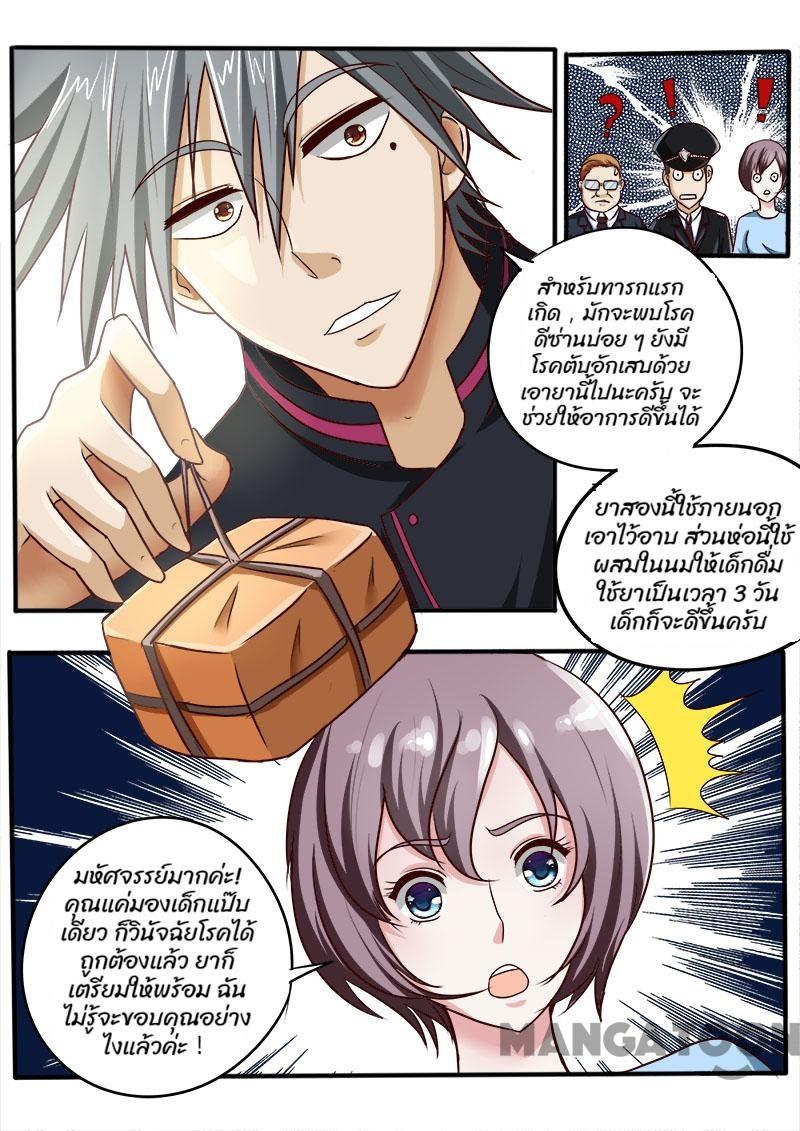 ? ! !
สำหรับทารกแรก
เกิด , มักจะพบโรค
ดีซ่านบ่อย ๆ ยังมี
โรคตับอักเสบด้วย
เอายานี้ไปนะครับ จะ
ช่วยให้อาการดีขึ้นได้
ยาสองนี้ใช้ภายนอก
เอาไว้อาบ ส่วนห่อนี้ใช้
ผสมในนมให้เด็กดื่ม
ใช้ยาเป็นเวลา 3 วัน
เด็กก็จะดีขึ้นครับ
มหัศจรรย์มากค่ะ!
คุณแค่มองเด็กแป๊บ
เดียว ก็วินัจฉัยโรคได้
ถูกต้องแล้ว ยาก็
เตรียมให้พร้อม ฉัน
ไม่รู้จะขอบคุณอย่าง
ไงแล้วค่ะ !
MANGATOON